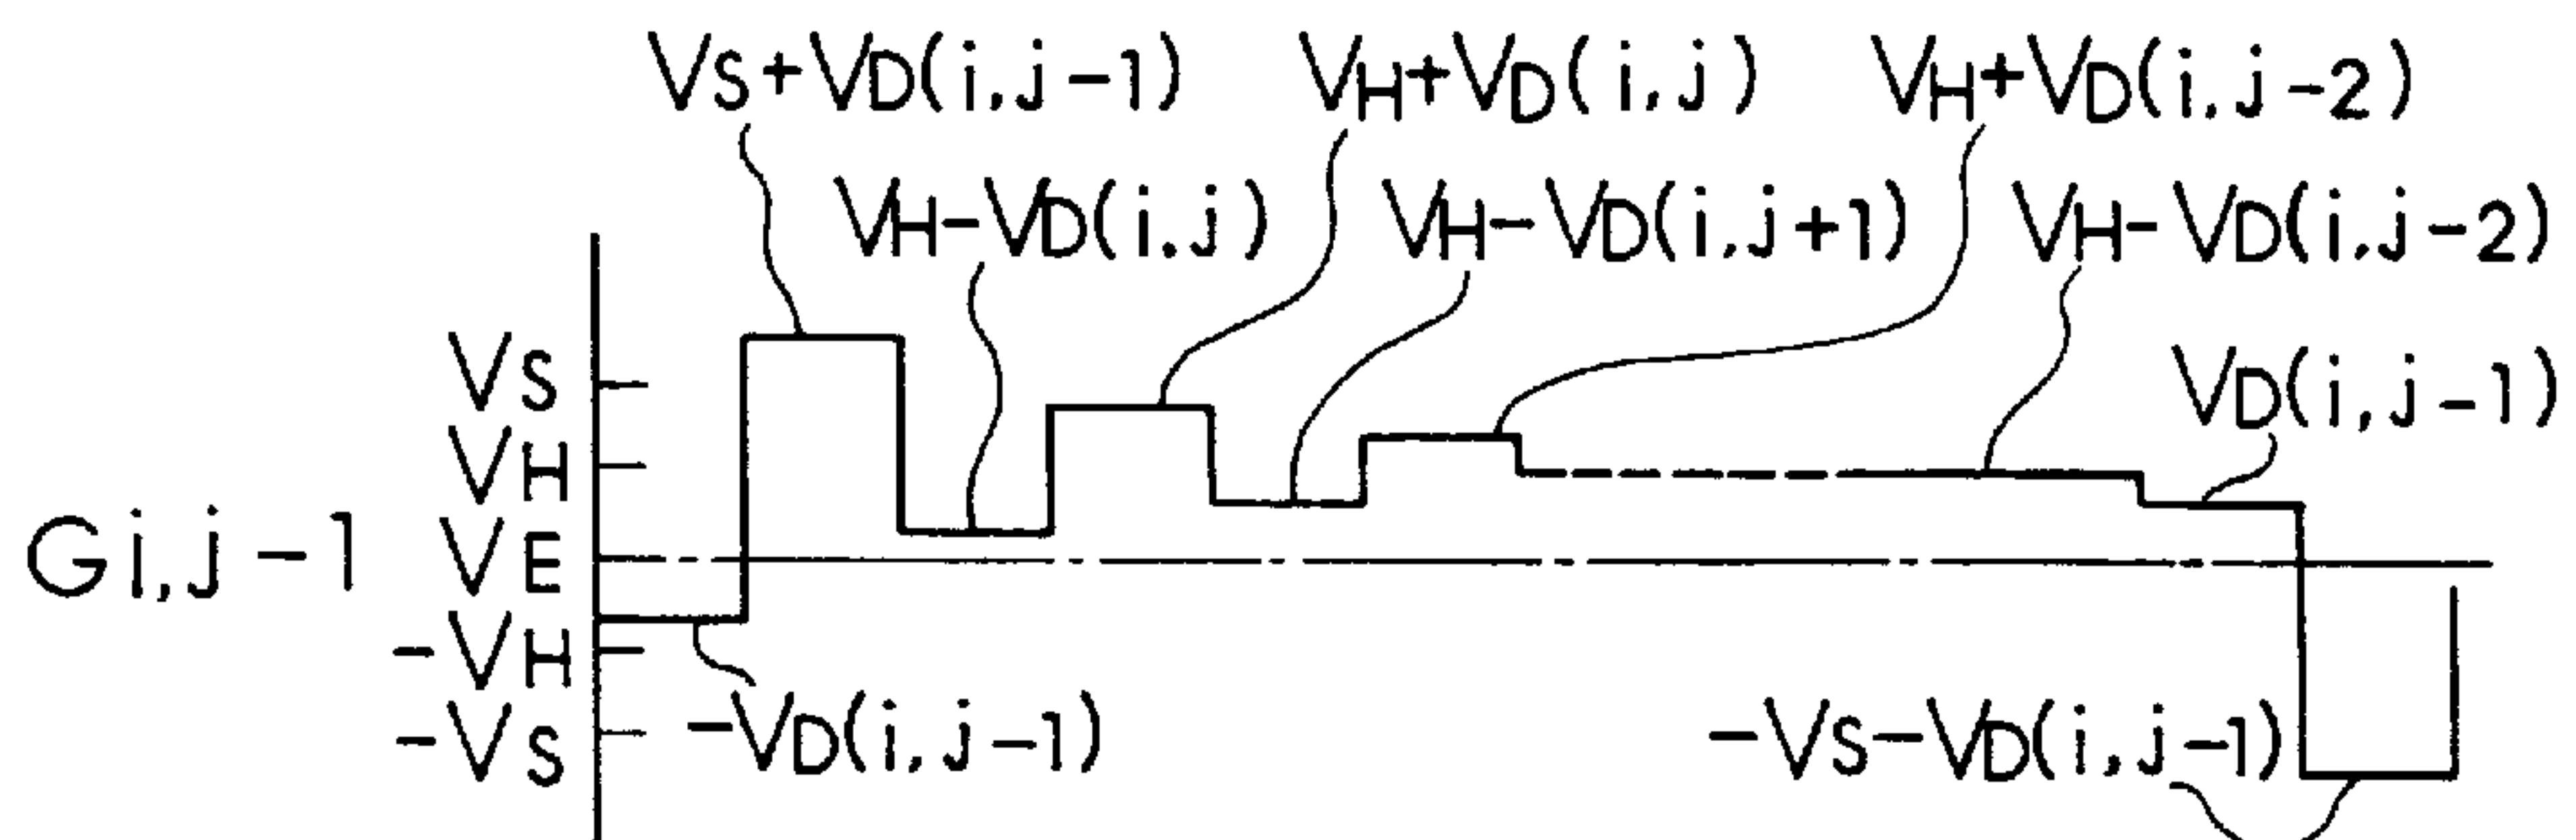 VS+VD(i,j-1) VH+VD(i,j) VH+VD(i,j-2)
VH-VD(i.j) VH-VD(i,j+1) VH-VD(i,j-2)
VS
VD(i,j-1)
VH
Gi,j-1 VE
-VH
-VS
-VD(i,j-1)
-VS-VD(i,j-1)